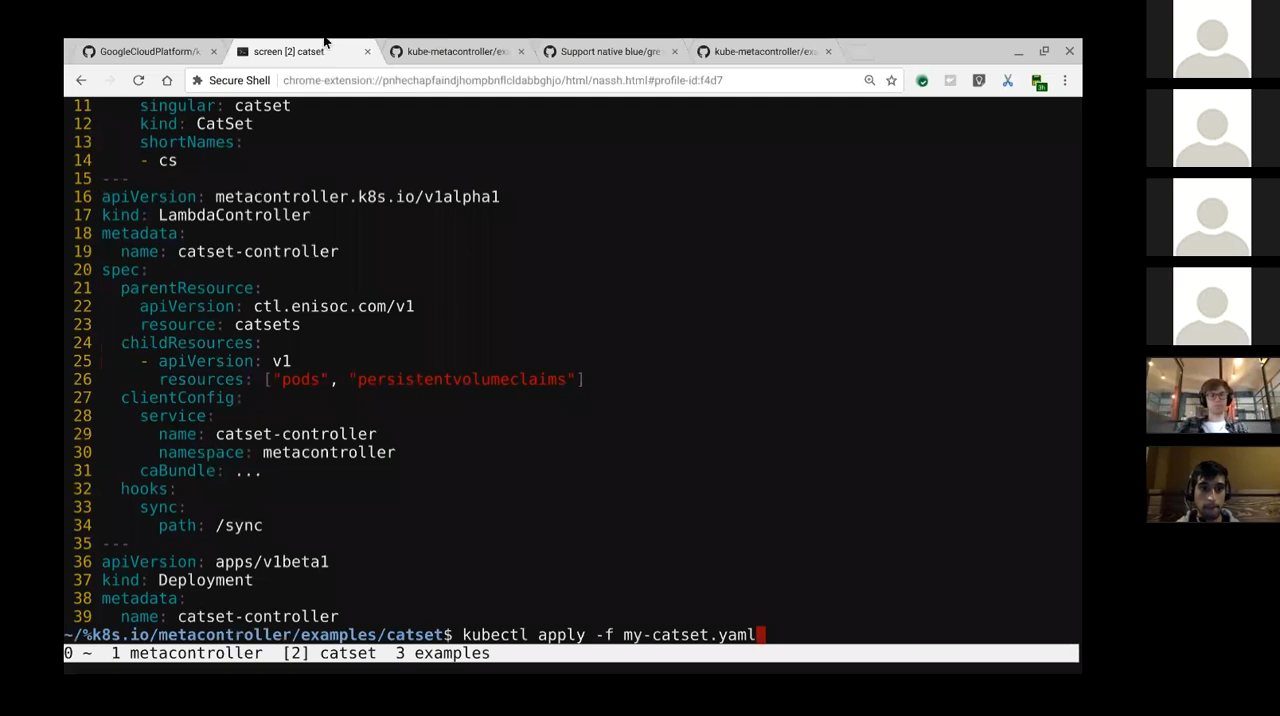 GoogleCloudPlatform/k
screen [2] catset
kube-metacontroller/ex
Support native blue/gre
kube-metacontroller/ex
Secure Shell
chrome-extension://pnhechapfaindjhompbnflcldabbghjo/html/nassh.html#profile-id:f4d7
11 singular: catset
12 kind: CatSet
13 shortNames:
14 - cs
15 ---
16 apiVersion: metacontroller.k8s.io/v1alpha1
17 kind: LambdaController
18 metadata:
19 name: catset-controller
20 spec:
21 parentResource:
22 apiVersion: ctl.enisoc.com/v1
23 resource: catsets
24 childResources:
25 - apiVersion: v1
26 resources: ["pods", "persistentvolumeclaims"]
27 clientConfig:
28 service:
29 name: catset-controller
30 namespace: metacontroller
31 caBundle: ...
32 hooks:
33 sync:
34 path: /sync
35 ---
36 apiVersion: apps/v1beta1
37 kind: Deployment
38 metadata:
39 name: catset-controller
~/%k8s.io/metacontroller/examples/catset$ kubectl apply -f my-catset.yaml
0 ~ 1 metacontroller [2] catset 3 examples